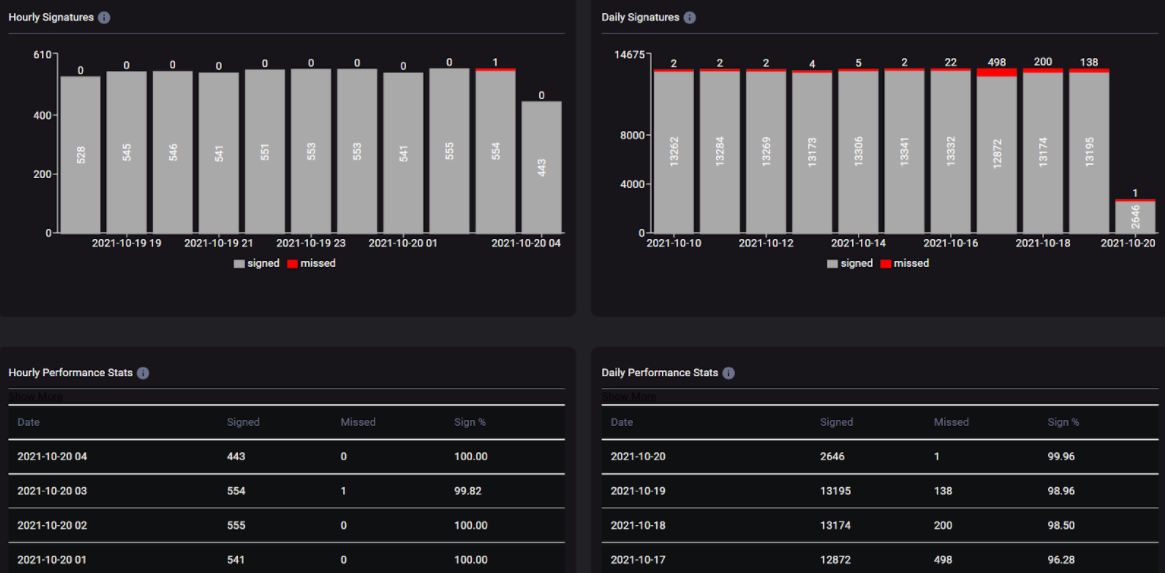 Hourly Signatures
610
400
200
0
0 0 0 0 0 0 0 0 0 1 0
528 545 546 541 551 553 553 541 555 554 443
2021-10-19 19 2021-10-19 21 2021-10-19 23 2021-10-20 01 2021-10-20 04
signed missed
Daily Signatures
14675
8000
4000
0
2 2 2 4 5 2 22 498 200 138 1
13262 13284 13269 13173 13306 13341 13332 12872 13174 13195 2646
2021-10-10 2021-10-12 2021-10-14 2021-10-16 2021-10-18 2021-10-20
signed missed
Hourly Performance Stats
Show More
Date Signed Missed Sign %
2021-10-20 04 443 0 100.00
2021-10-20 03 554 1 99.82
2021-10-20 02 555 0 100.00
2021-10-20 01 541 0 100.00
Daily Performance Stats
Show More
Date Signed Missed Sign %
2021-10-20 2646 1 99.96
2021-10-19 13195 138 98.96
2021-10-18 13174 200 98.50
2021-10-17 12872 498 96.28